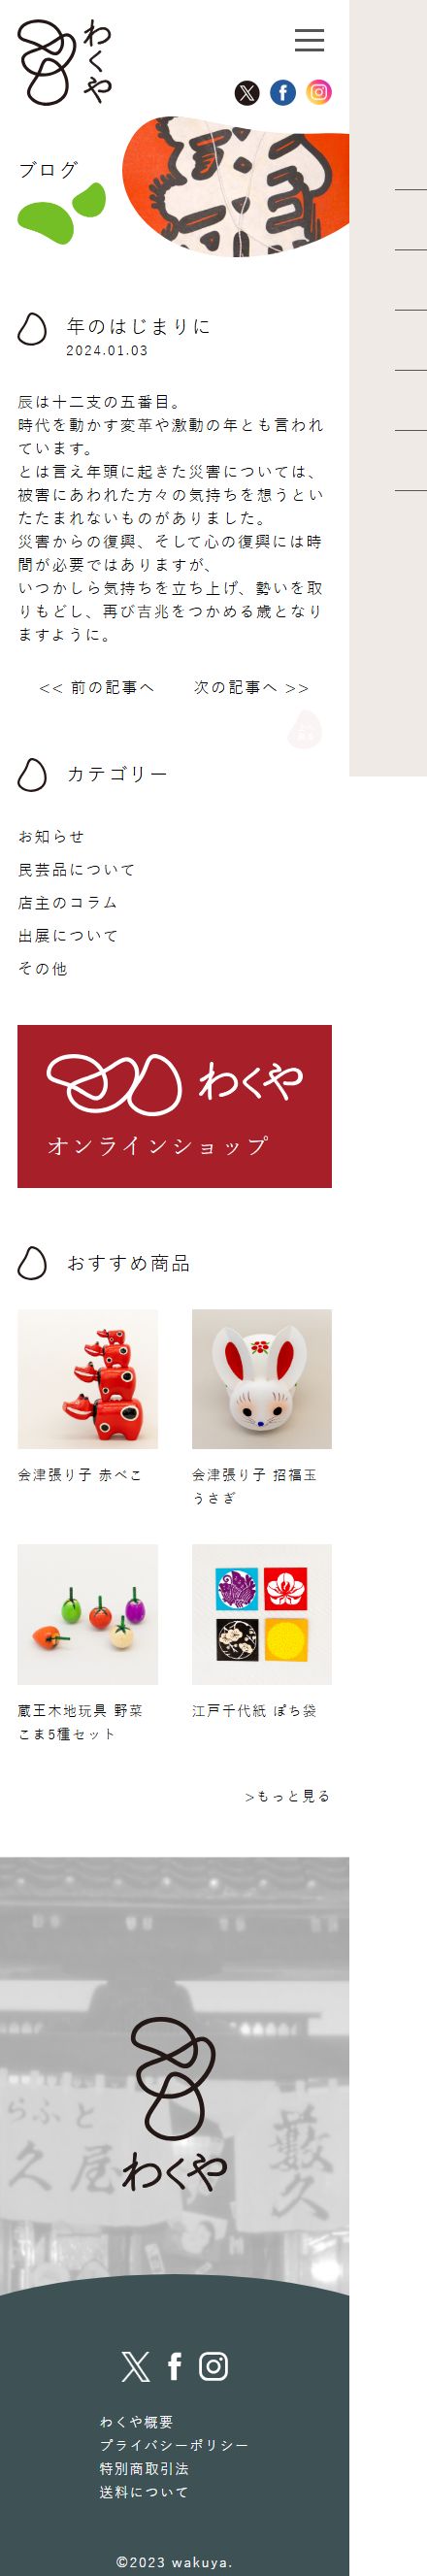 わくや
ブログ
年のはじまりに
2024.01.03
辰は十二支の五番目。
時代を動かす変革や激動の年とも言われ
ています。
とは言え年頭に起きた災害については、
被害にあわれた方々の気持ちを想うとい
たたまれないものがありました。
災害からの復興、そして心の復興には時
間が必要ではありますが、
いつかしら気持ちを立ち上げ、勢いを取
りもどし、再び吉兆をつかめる歳となり
ますように。
<< 前の記事へ 次の記事へ >>
カテゴリー
お知らせ
民芸品について
店主のコラム
出展について
その他
わくや
オンラインショップ
おすすめ商品
会津張り子 赤べこ
会津張り子 招福玉
うさぎ
蔵王木地玩具 野菜
こま5種セット
江戸千代紙 ぽち袋
>もっと見る
わくや
わくや概要
プライバシーポリシー
特別商取引法
送料について
©2023 wakuya.